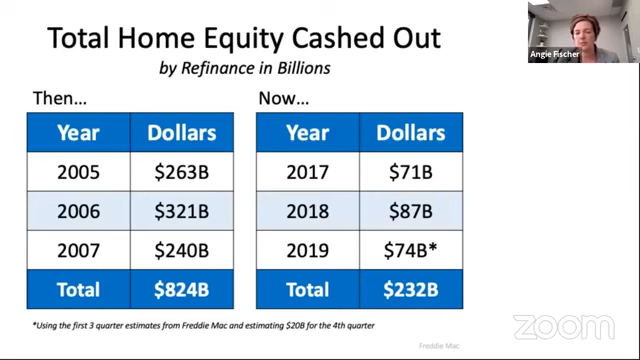 Total Home Equity Cashed Out
by Refinance in Billions
Then...
Year Dollars
2005 $263B
2006 $321B
2007 $240B
Total $824B
Now...
Year Dollars
2017 $71B
2018 $87B
2019 $74B*
Total $232B
*Using the first 3 quarter estimates from Freddie Mac and estimating $20B for the 4th quarter
Freddie Mac
Angie Fischer
zoom